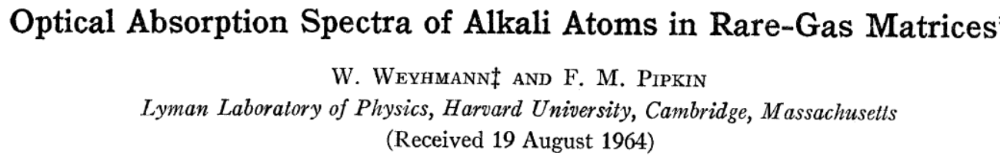 Optical Absorption Spectra of Alkali Atoms in Rare-Gas Matrices
W. WEYHMANN‡ AND F. M. PIPKIN
Lyman Laboratory of Physics, Harvard University, Cambridge, Massachusetts
(Received 19 August 1964)